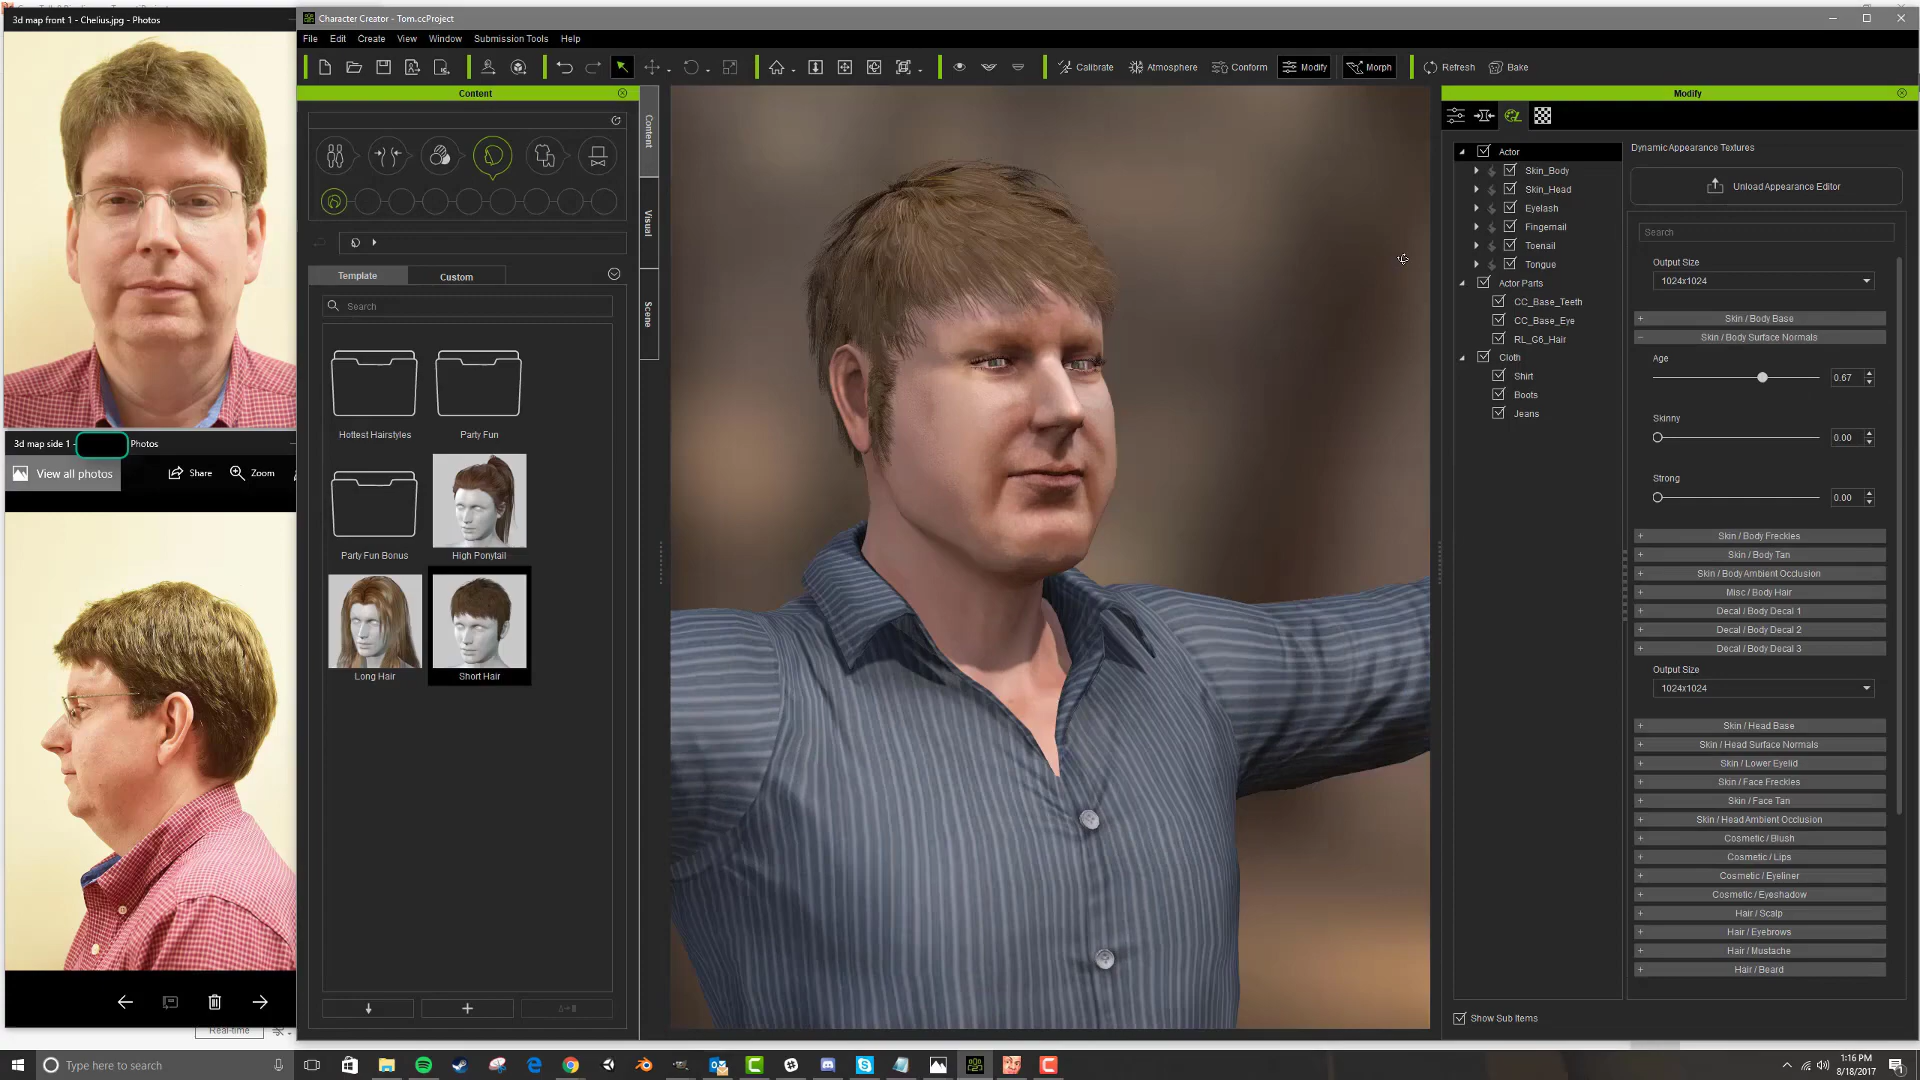 3d map front 1 - Chelius.jpg - Photos
Character Creator - Tom.ccProject
File Edit Create View Window Submission Tools Help
Calibrate Atmosphere Conform Modify Morph Refresh Bake
Content
Modify
Content
Visual
Scene
Template Custom
Search
Hottest Hairstyles
Party Fun
Party Fun Bonus
High Ponytail
Long Hair
Short Hair
3d map side 1 - Photos
View all photos Share Zoom
Real-time
Actor
Skin_Body
Skin_Head
Eyelash
Fingernail
Toenail
Tongue
Actor Parts
CC_Base_Teeth
CC_Base_Eye
RL_G6_Hair
Cloth
Shirt
Boots
Jeans
Show Sub Items
Dynamic Appearance Textures
Unload Appearance Editor
Search
Output Size
1024x1024
Skin / Body Base
Skin / Body Surface Normals
Age
0.67
Skinny
0.00
Strong
0.00
Skin / Body Freckles
Skin / Body Tan
Skin / Body Ambient Occlusion
Misc / Body Hair
Decal / Body Decal 1
Decal / Body Decal 2
Decal / Body Decal 3
Output Size
1024x1024
Skin / Head Base
Skin / Head Surface Normals
Skin / Lower Eyelid
Skin / Face Freckles
Skin / Face Tan
Skin / Head Ambient Occlusion
Cosmetic / Blush
Cosmetic / Lips
Cosmetic / Eyeliner
Cosmetic / Eyeshadow
Hair / Scalp
Hair / Eyebrows
Hair / Mustache
Hair / Beard
Type here to search
1:16 PM
8/18/2017